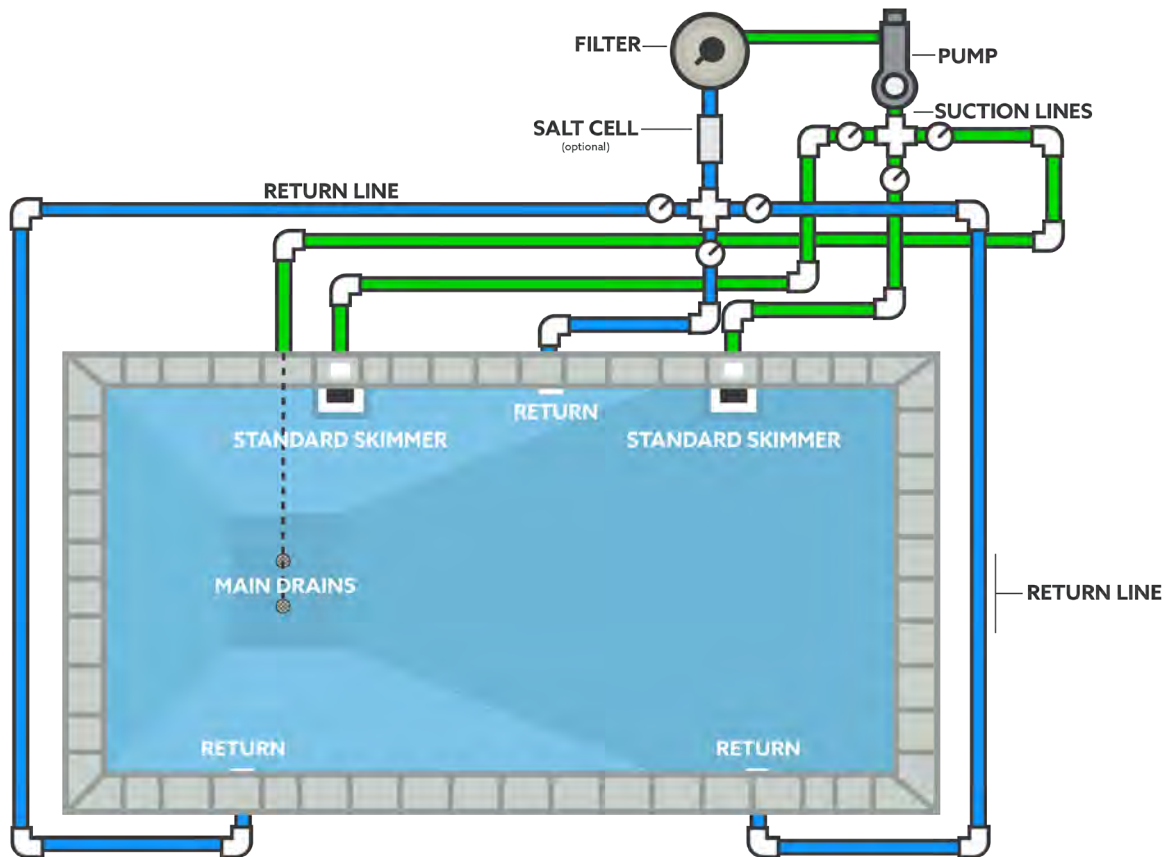 FILTER
PUMP
SUCTION LINES
SALT CELL
(optional)
RETURN LINE
RETURN
STANDARD SKIMMER
STANDARD SKIMMER
MAIN DRAINS
RETURN LINE
RETURN
RETURN